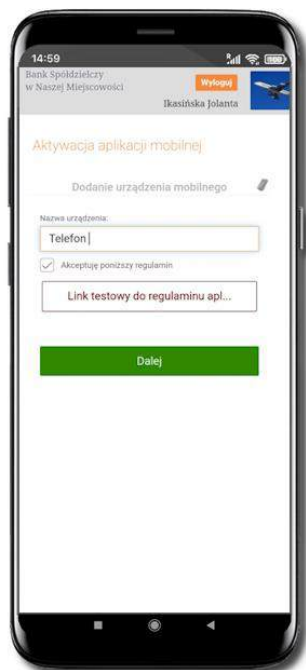 14:59
Bank Spółdzielczy
w Naszej Miejscowości
Wyloguj
Ikasińska Jolanta
Aktywacja aplikacji mobilnej
Dodanie urządzenia mobilnego
Nazwa urządzenia:
Telefon
Akceptuję poniższy regulamin
Link testowy do regulaminu apl...
Dalej